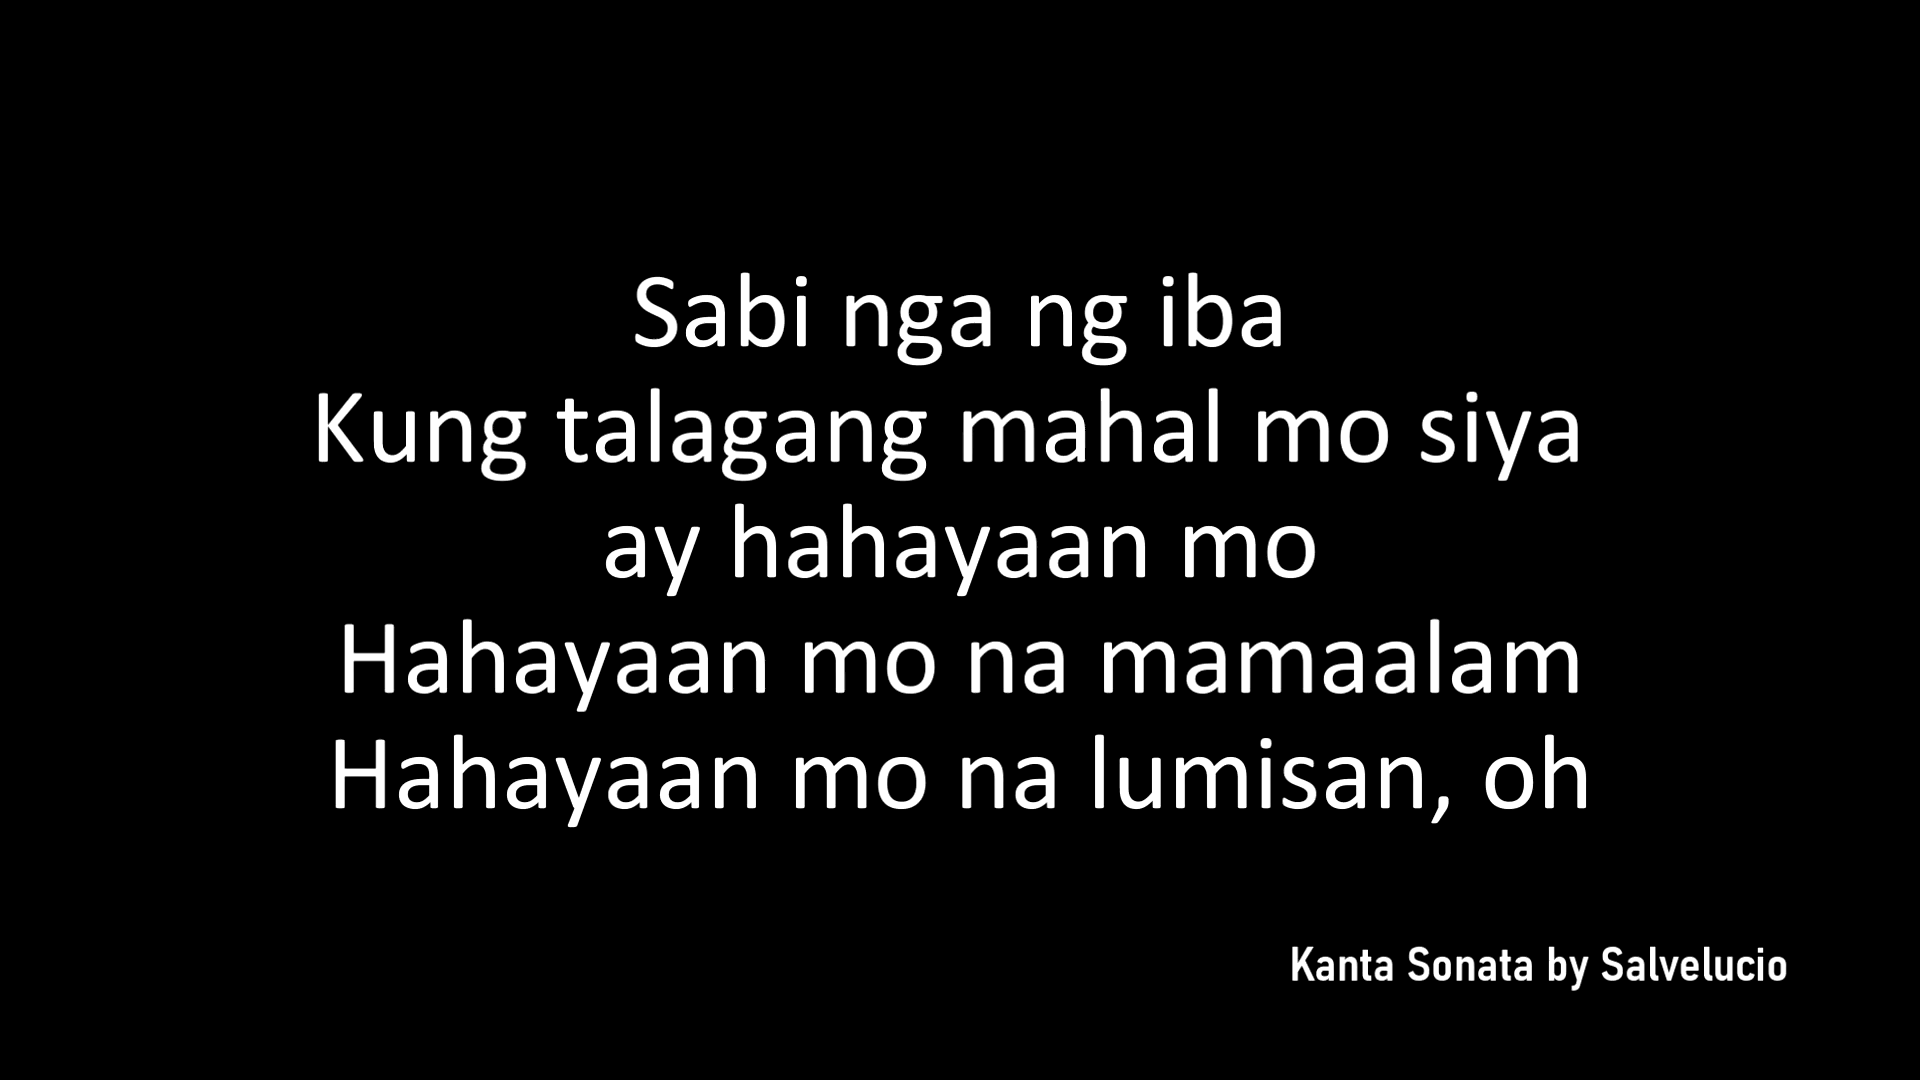 Sabi nga ng iba
Kung talagang mahal mo siya
ay hahayaan mo
Hahayaan mo na mamaalam
Hahayaan mo na lumisan, oh
Kanta Sonata by Salvelucio